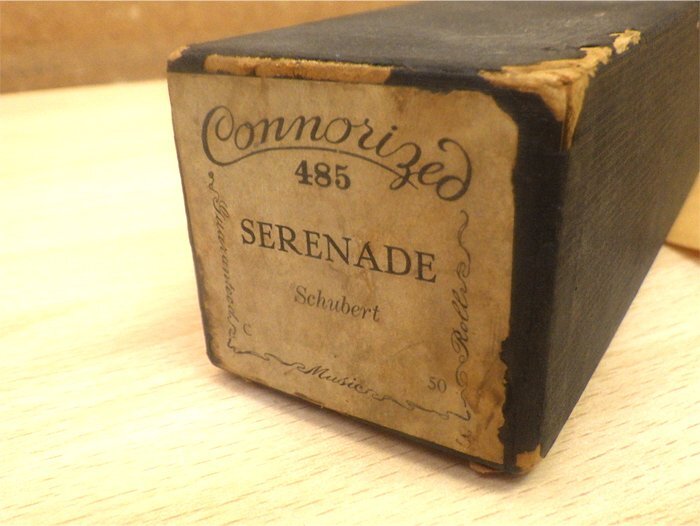 Connorized
485
SERENADE
Schubert
50
Guaranteed
Music
Rolls